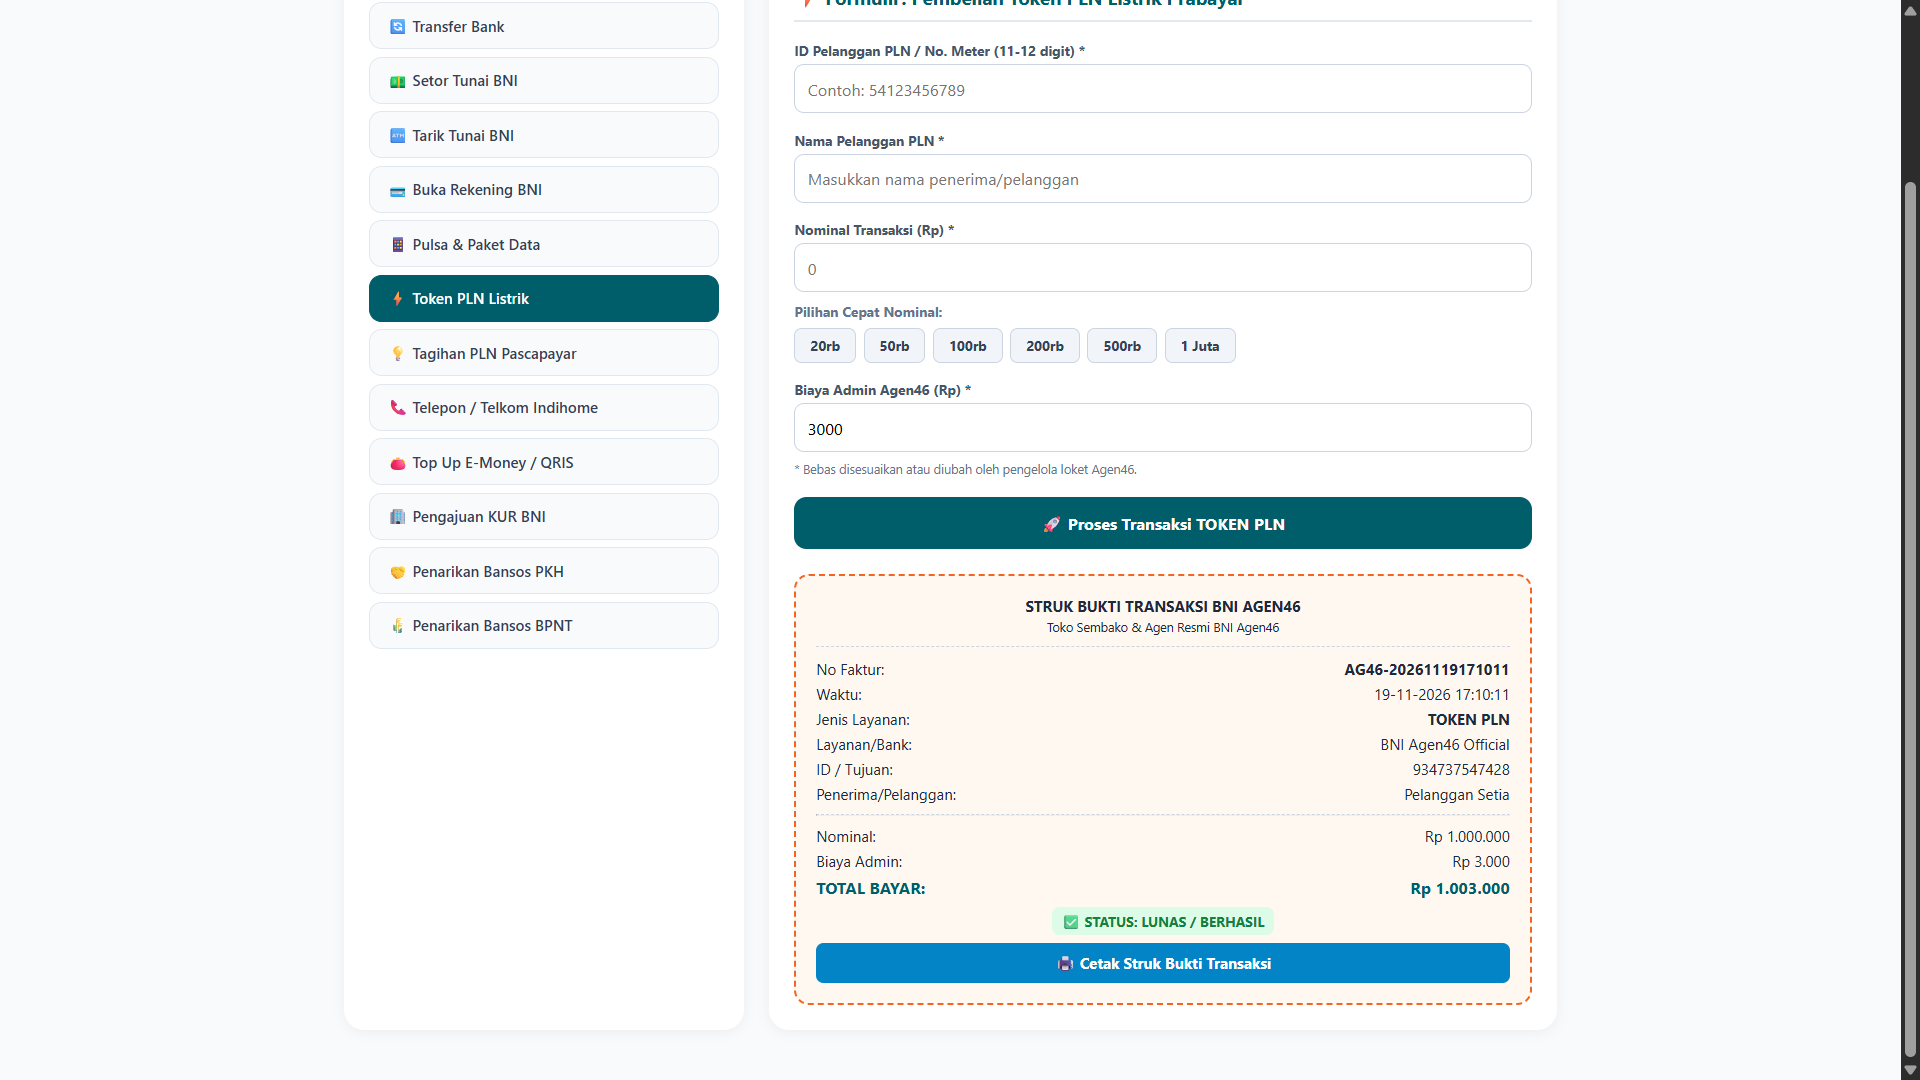 Transfer Bank
Setor Tunai BNI
Tarik Tunai BNI
Buka Rekening BNI
Pulsa & Paket Data
Token PLN Listrik
Tagihan PLN Pascapayar
Telepon / Telkom Indihome
Top Up E-Money / QRIS
Pengajuan KUR BNI
Penarikan Bansos PKH
Penarikan Bansos BPNT
Formulir: Pembelian Token PLN Listrik Prabayar
ID Pelanggan PLN / No. Meter (11-12 digit) *
Contoh: 54123456789
Nama Pelanggan PLN *
Masukkan nama penerima/pelanggan
Nominal Transaksi (Rp) *
0
Pilihan Cepat Nominal:
20rb 50rb 100rb 200rb 500rb 1 Juta
Biaya Admin Agen46 (Rp) *
3000
* Bebas disesuaikan atau diubah oleh pengelola loket Agen46.
🚀 Proses Transaksi TOKEN PLN
STRUK BUKTI TRANSAKSI BNI AGEN46
Toko Sembako & Agen Resmi BNI Agen46
No Faktur: AG46-20261119171011
Waktu: 19-11-2026 17:10:11
Jenis Layanan: TOKEN PLN
Layanan/Bank: BNI Agen46 Official
ID / Tujuan: 934737547428
Penerima/Pelanggan: Pelanggan Setia
Nominal: Rp 1.000.000
Biaya Admin: Rp 3.000
TOTAL BAYAR: Rp 1.003.000
✅ STATUS: LUNAS / BERHASIL
Cetak Struk Bukti Transaksi